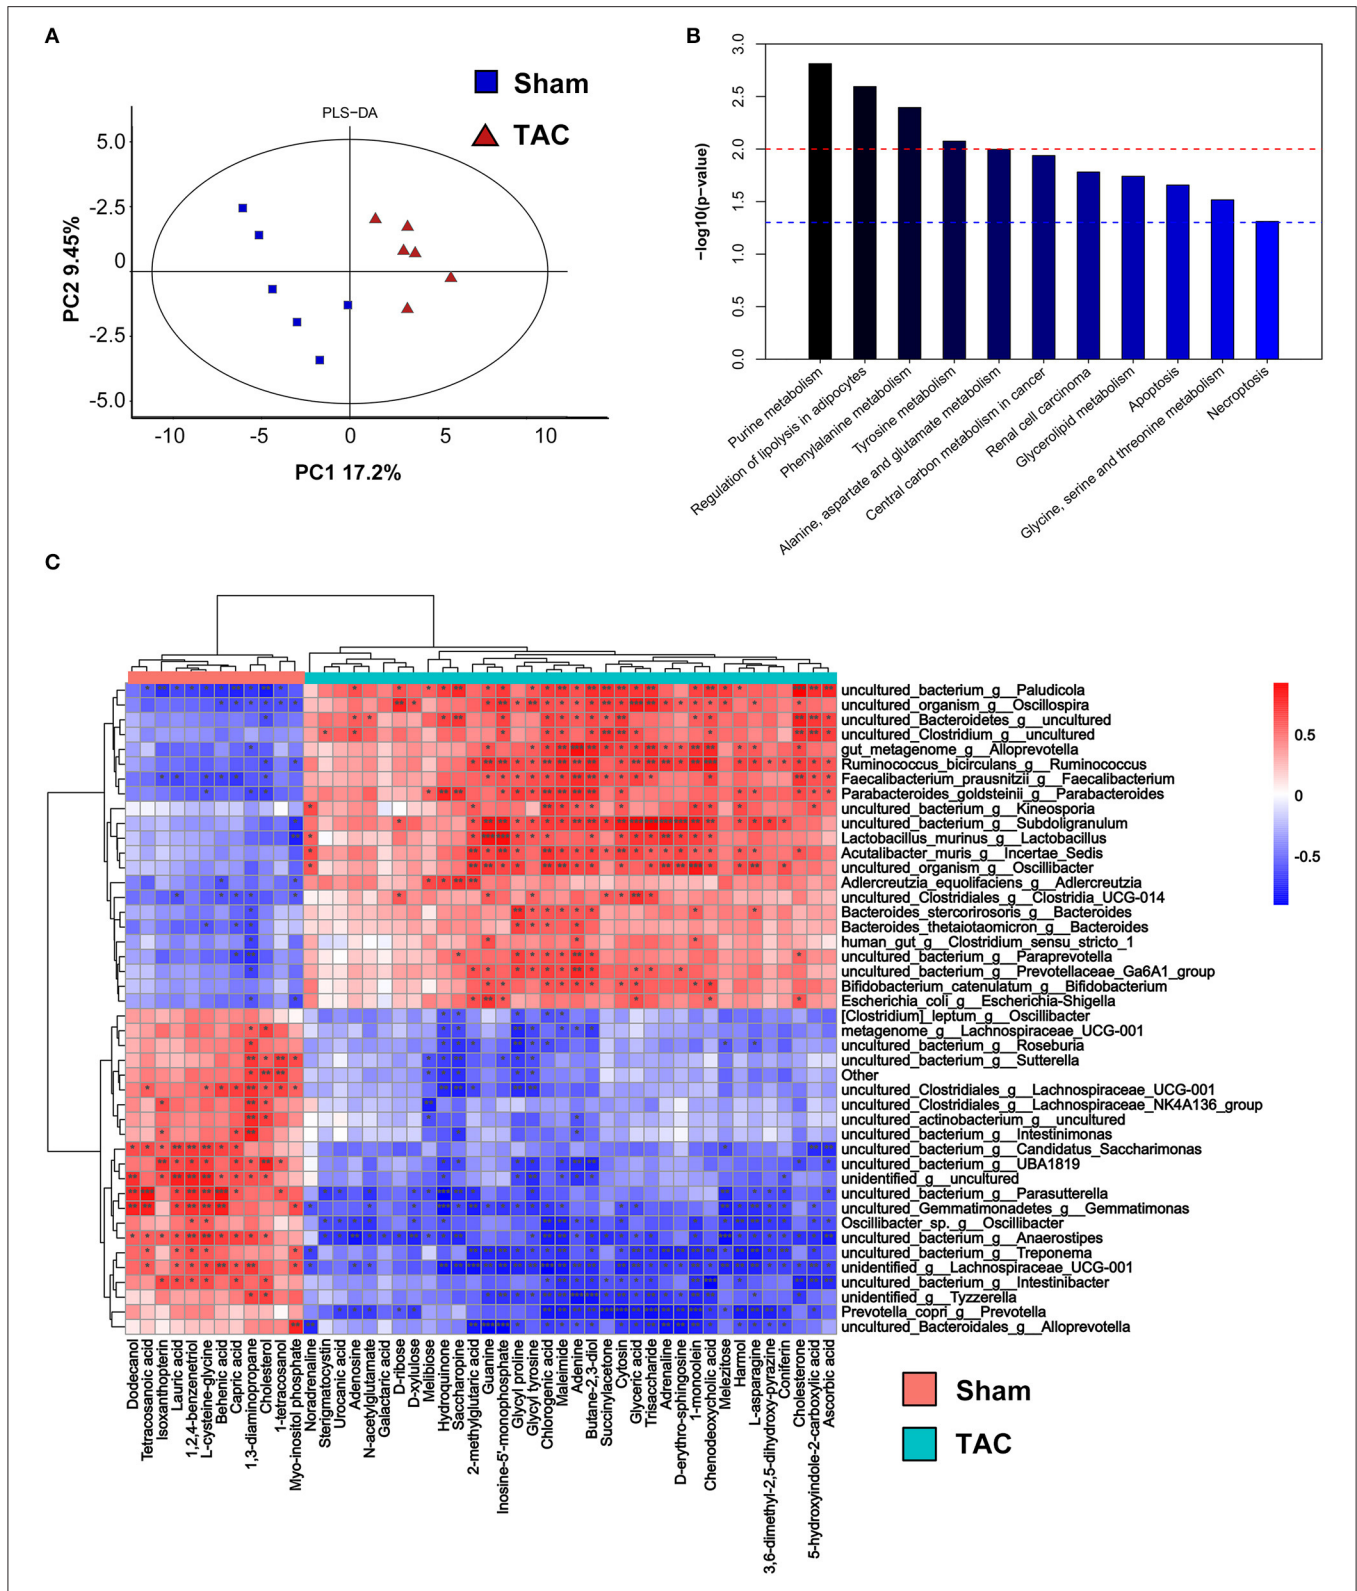 A
Sham
TAC
PLS−DA
5.0
-2.5
0
-2.5
-5.0
PC2 9.45%
-10
-5
0
5
10
PC1 17.2%
B
3.0
2.5
2.0
1.5
1.0
0.5
0.0
−log10(p−value)
Purine metabolism
Regulation of lipolysis in adipocytes
Phenylalanine metabolism
Tyrosine metabolism
Alanine, aspartate and glutamate metabolism
Central carbon metabolism in cancer
Renal cell carcinoma
Glycerolipid metabolism
Apoptosis
Glycine, serine and threonine metabolism
Necroptosis
C
uncultured_bacterium_g__Paludicola
uncultured_organism_g__Oscillospira
uncultured_Bacteroidetes_g__uncultured
uncultured_Clostridium_g__uncultured
gut_metagenome_g__Alloprevotella
Ruminococcus_bicirculans_g__Ruminococcus
Faecalibacterium_prausnitzii_g__Faecalibacterium
Parabacteroides_goldsteinii_g__Parabacteroides
uncultured_bacterium_g__Kineosporia
uncultured_bacterium_g__Subdoligranulum
Lactobacillus_murinus_g__Lactobacillus
Acutalibacter_muris_g__Incertae_Sedis
uncultured_organism_g__Oscillibacter
Adlercreutzia_equolifaciens_g__Adlercreutzia
uncultured_Clostridiales_g__Clostridia_UCG-014
Bacteroides_stercorirosoris_g__Bacteroides
Bacteroides_thetaiotaomicron_g__Bacteroides
human_gut_g__Clostridium_sensu_stricto_1
uncultured_bacterium_g__Paraprevotella
uncultured_bacterium_g__Prevotellaceae_Ga6A1_group
Bifidobacterium_catenulatum_g__Bifidobacterium
Escherichia_coli_g__Escherichia-Shigella
[Clostridium]_leptum_g__Oscillibacter
metagenome_g__Lachnospiraceae_UCG-001
uncultured_bacterium_g__Roseburia
uncultured_bacterium_g__Sutterella
Other
uncultured_Clostridiales_g__Lachnospiraceae_UCG-001
uncultured_Clostridiales_g__Lachnospiraceae_NK4A136_group
uncultured_actinobacterium_g__uncultured
uncultured_bacterium_g__Intestinimonas
uncultured_bacterium_g__Candidatus_Saccharimonas
uncultured_bacterium_g__UBA1819
unidentified_g__uncultured
uncultured_bacterium_g__Parasutterella
uncultured_Gemmatimonadetes_g__Gemmatimonas
Oscillibacter_sp._g__Oscillibacter
uncultured_bacterium_g__Anaerostipes
uncultured_bacterium_g__Treponema
unidentified_g__Lachnospiraceae_UCG-001
uncultured_bacterium_g__Intestinibacter
unidentified_g__Tyzzerella
Prevotella_copri_g__Prevotella
uncultured_Bacteroidales_g__Alloprevotella
0.5
0
-0.5
Dodecanol
Tetracosanoic acid
Isoxanthopterin
Lauric acid
1,2,4-benzenetriol
L-cysteine-glycine
Behenic acid
Capric acid
1,3-diaminopropane
Cholesterol
1-tetracosanol
Myo-inositol phosphate
Noradrenaline
Sterigmatocystin
Urocanic acid
Adenosine
N-acetylglutamate
Galactaric acid
D-ribose
D-xylulose
Melibiose
Hydroquinone
Saccharopine
2-methylglutaric acid
Guanine
Inosine-5'-monophosphate
Glycyl proline
Glycyl tyrosine
Chlorogenic acid
Maleimide
Adenine
Butane-2,3-diol
Succinylacetone
Cytosin
Glyceric acid
Trisaccharide
Adrenaline
D-erythro-sphingosine
1-monoolein
Chenodeoxycholic acid
Melezitose
Harmol
L-asparagine
3,6-dimethyl-2,5-dihydroxy-pyrazine
Coniferin
Cholesterone
5-hydroxyindole-2-carboxylic acid
Ascorbic acid
Sham
TAC